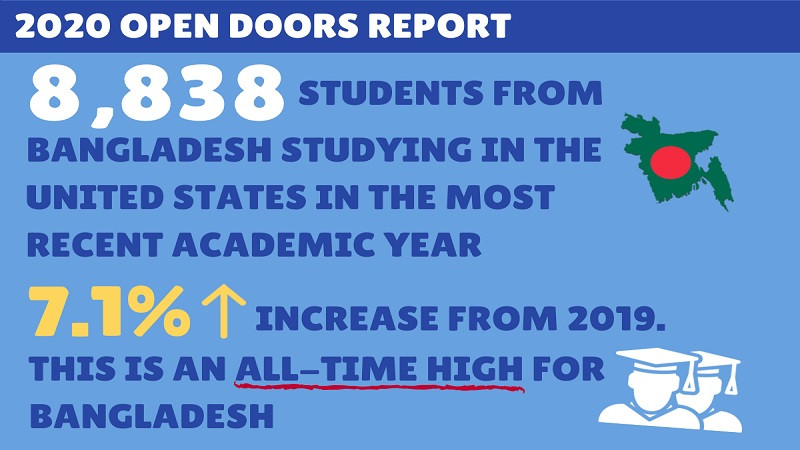 2020 OPEN DOORS REPORT
8,838 STUDENTS FROM
BANGLADESH STUDYING IN THE
UNITED STATES IN THE MOST
RECENT ACADEMIC YEAR
7.1%↑ INCREASE FROM 2019.
THIS IS AN ALL-TIME HIGH FOR
BANGLADESH